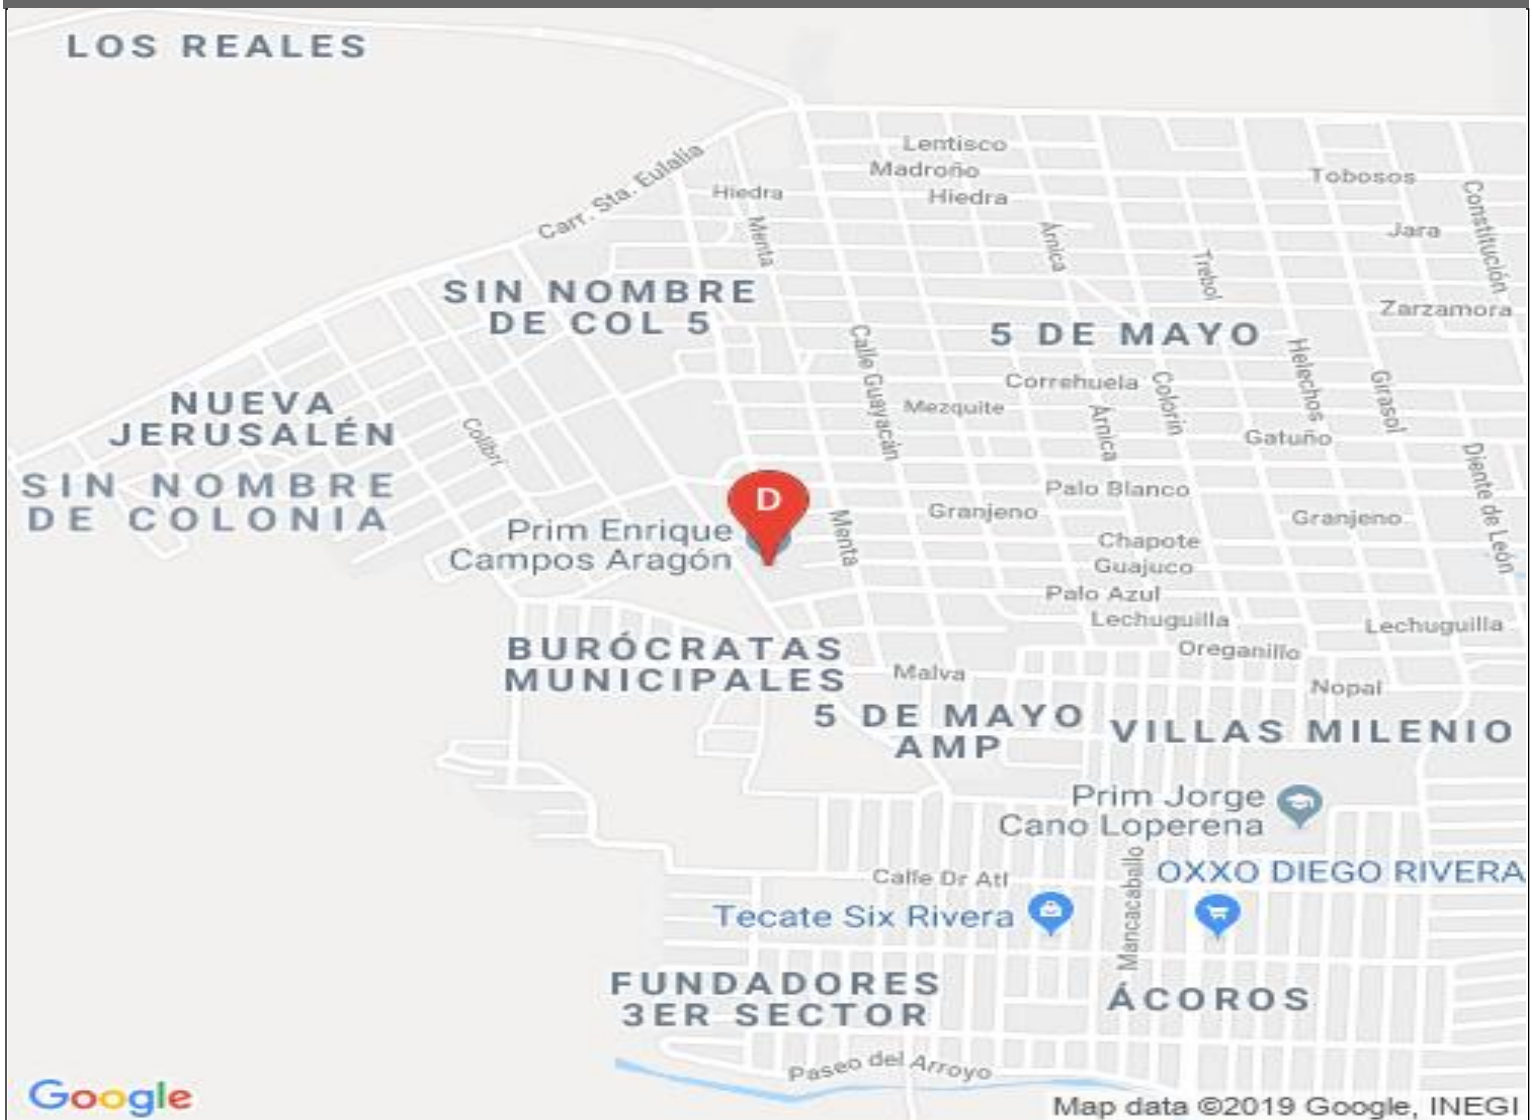 LOS REALES
Lentisco
Carr. Sta. Eulalia
Madroño
Tobosos
Hiedra
Hiedra
Constitución
Menta
Árnica
Jara
Trebol
SIN NOMBRE
DE COL 5
Zarzamora
5 DE MAYO
Calle Guayacán
Helechos
Correhuela
Colorín
Girasol
NUEVA
JERUSALÉN
Mezquite
Árnica
Colibrí
Gatuño
Diente de León
SIN NOMBRE
DE COLONIA
Palo Blanco
D
Granjeno
Granjeno
Menta
Prim Enrique
Campos Aragón
Chapote
Guajuco
Palo Azul
Lechuguilla
Lechuguilla
BURÓCRATAS
MUNICIPALES
Oreganillo
Malva
Nopal
5 DE MAYO
AMP
VILLAS MILENIO
Prim Jorge
Cano Loperena
Mancacaballo
Calle Dr Atl
OXXO DIEGO RIVERA
Tecate Six Rivera
FUNDADORES
3ER SECTOR
ÁCOROS
Paseo del Arroyo
Google
Map data ©2019 Google, INEGI